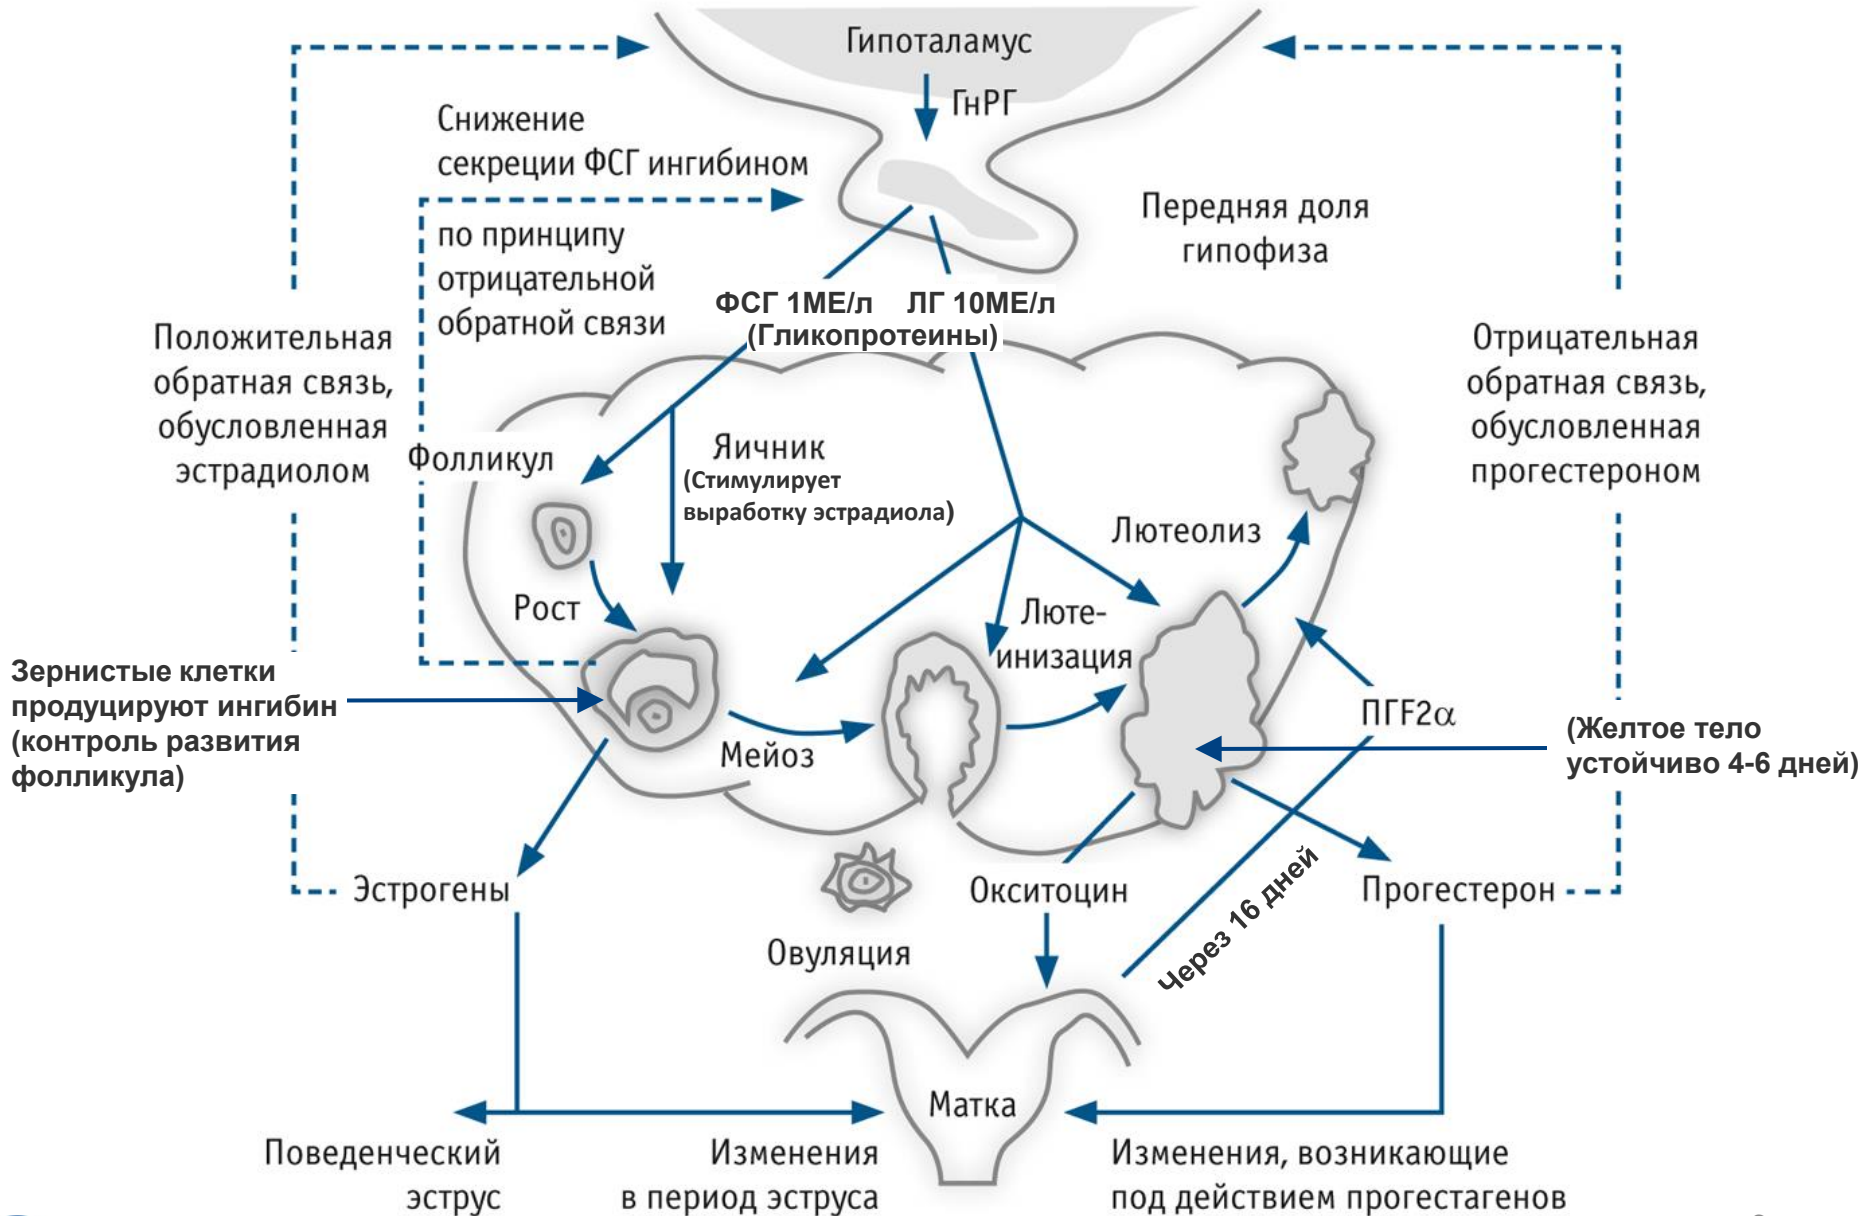 Гипоталамус
ГнРГ
Снижение
секреции ФСГ ингибином
по принципу
отрицательной
обратной связи
Передняя доля
гипофиза
ФСГ 1МЕ/л ЛГ 10МЕ/л
(Гликопротеины)
Положительная
обратная связь,
обусловленная
эстрадиолом
Отрицательная
обратная связь,
обусловленная
прогестероном
Фолликул
Яичник
(Стимулирует
выработку эстрадиола)
Лютеолиз
Рост
Люте-
инизация
Зернистые клетки
продуцируют ингибин
(контроль развития
фолликула)
Мейоз
ПГF2α
(Желтое тело
устойчиво 4-6 дней)
Эстрогены
Окситоцин
Через 16 дней
Прогестерон
Овуляция
Матка
Поведенческий
эструс
Изменения
в период эструса
Изменения, возникающие
под действием прогестагенов